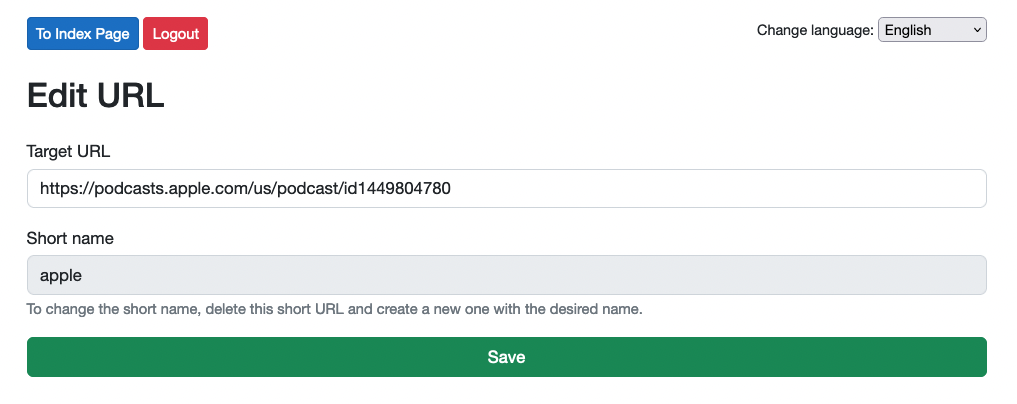 To Index Page Logout Change language: English
Edit URL
Target URL
https://podcasts.apple.com/us/podcast/id1449804780
Short name
apple
To change the short name, delete this short URL and create a new one with the desired name.
Save